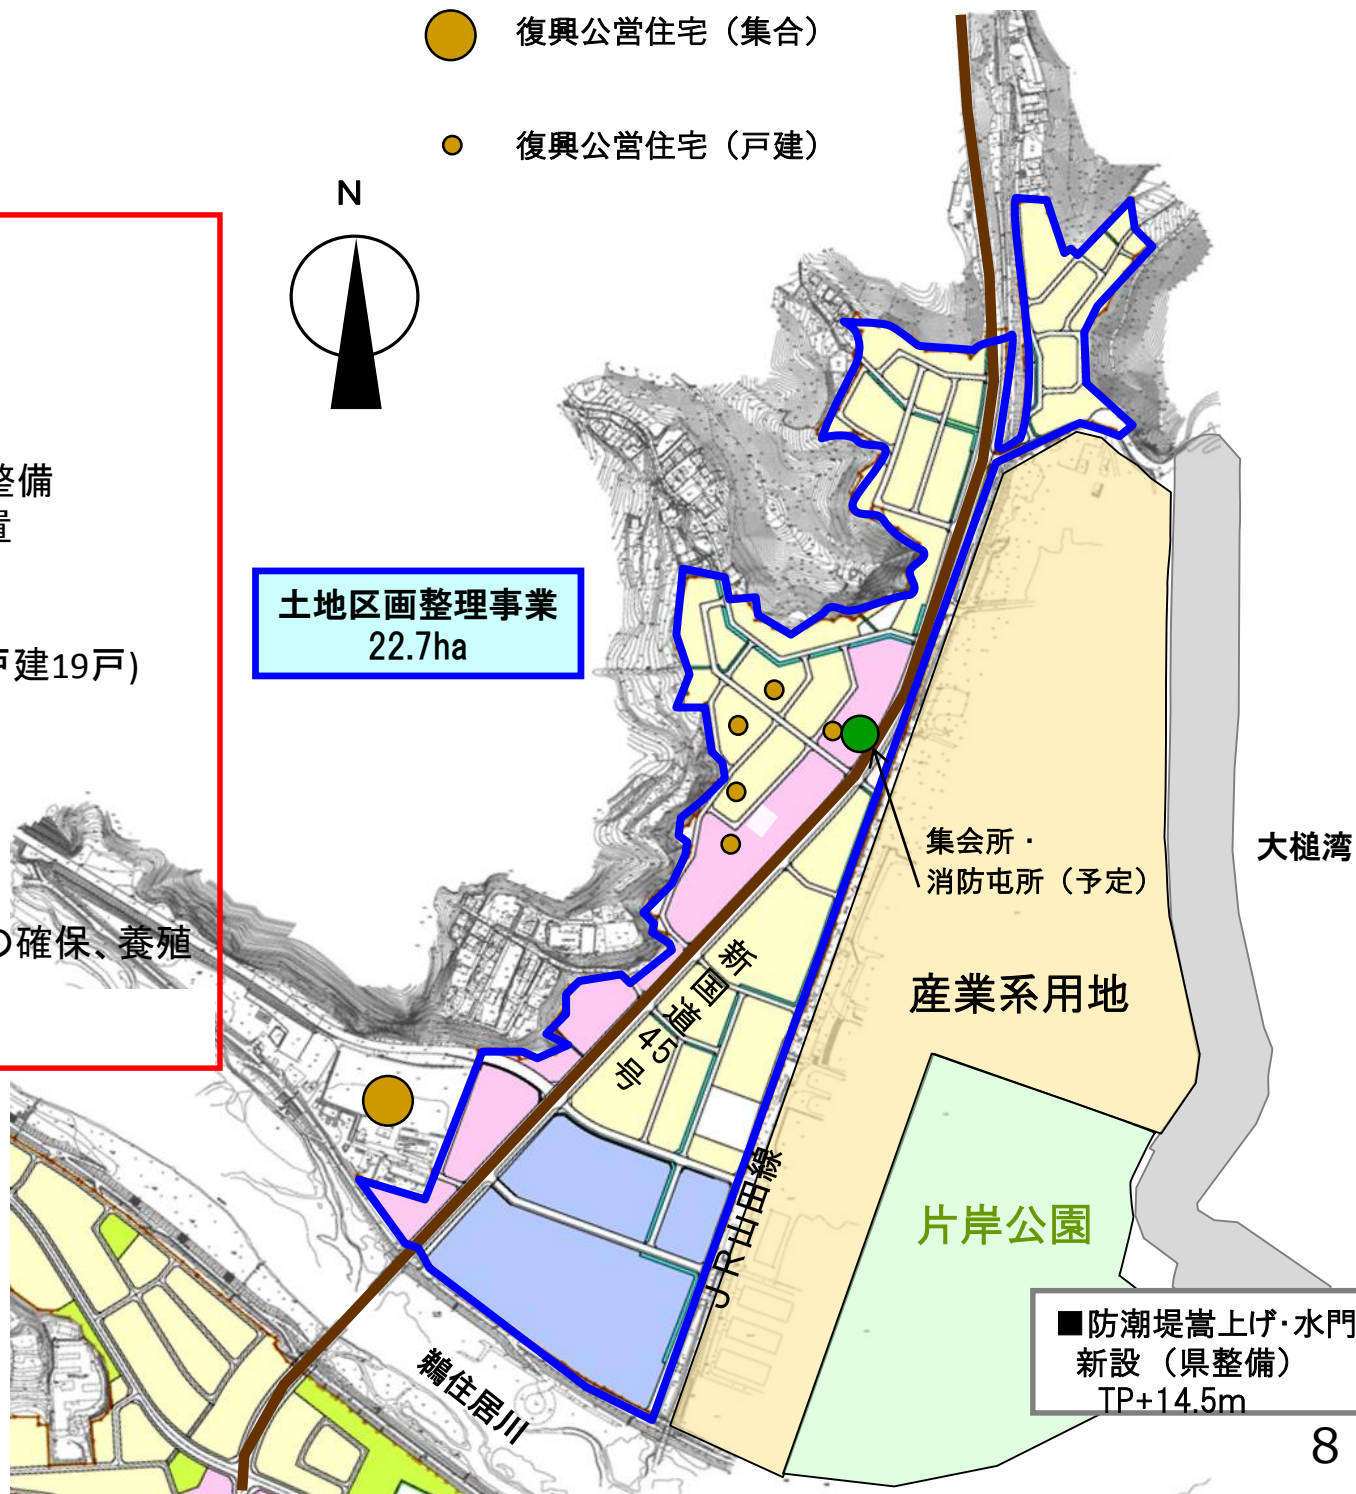 復興公営住宅（集合）
復興公営住宅（戸建）
N
整備
置
土地区画整理事業
22.7ha
戸建19戸)
の確保、養殖
集会所・
消防屯所（予定）
大槌湾
産業系用地
新国道45号
JR山田線
片岸公園
鵜住居川
■防潮堤嵩上げ・水門
新設（県整備）
TP+14.5m
8